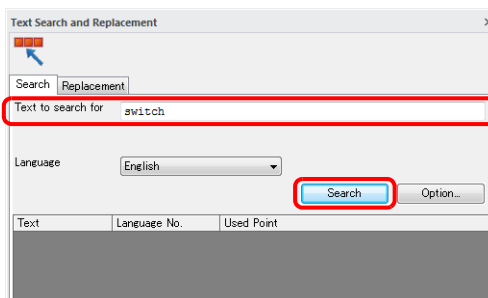 Text Search and Replacement
Search Replacement
Text to search for switch
Language English
Search Option...
Text Language No. Used Point